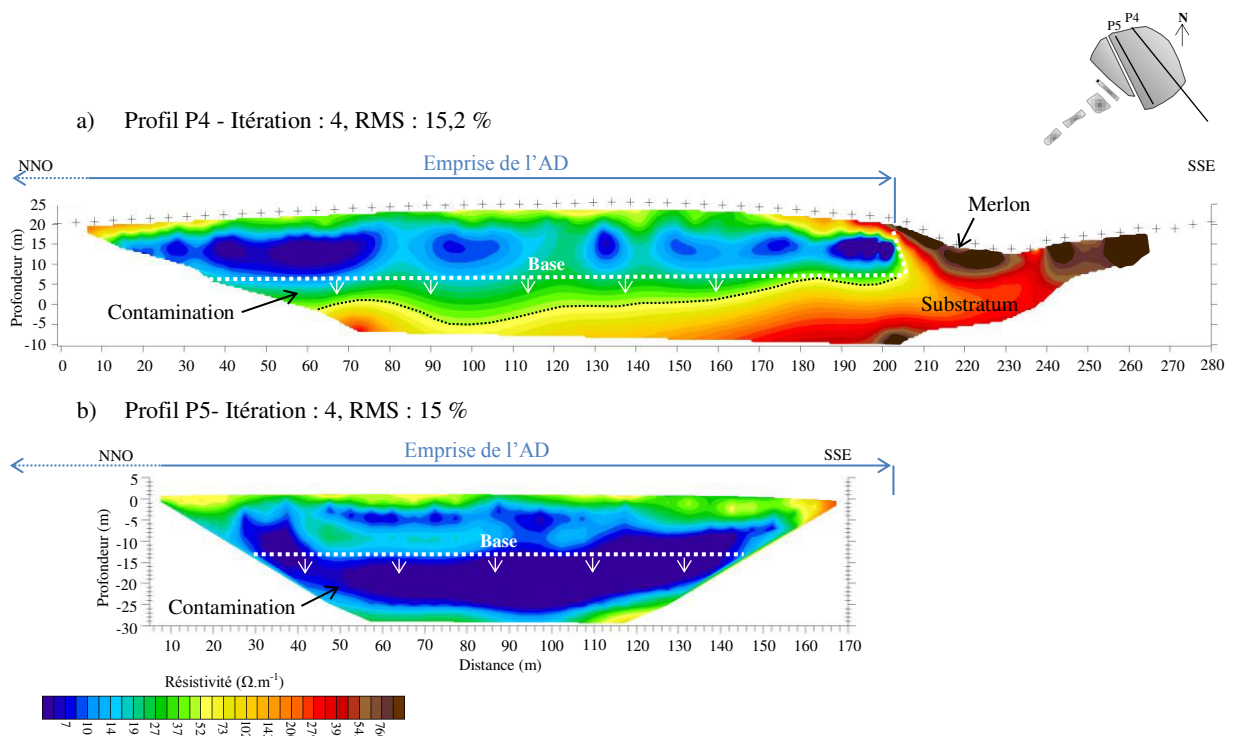 P5 P4 N
a) Profil P4 - Itération : 4, RMS : 15,2 %
NNO Emprise de l’AD SSE
Merlon
Base
Contamination
Substratum
Profondeur (m)
25
20
15
10
5
0
-5
-10
0 10 20 30 40 50 60 70 80 90 100 110 120 130 140 150 160 170 180 190 200 210 220 230 240 250 260 270 280
b) Profil P5- Itération : 4, RMS : 15 %
Emprise de l’AD
NNO SSE
Base
Contamination
Profondeur (m)
5
0
-5
-10
-15
-20
-25
-30
10 20 30 40 50 60 70 80 90 100 110 120 130 140 150 160 170
Distance (m)
Résistivité (Ω.m⁻¹)
7 10 14 19 27 37 52 73 102